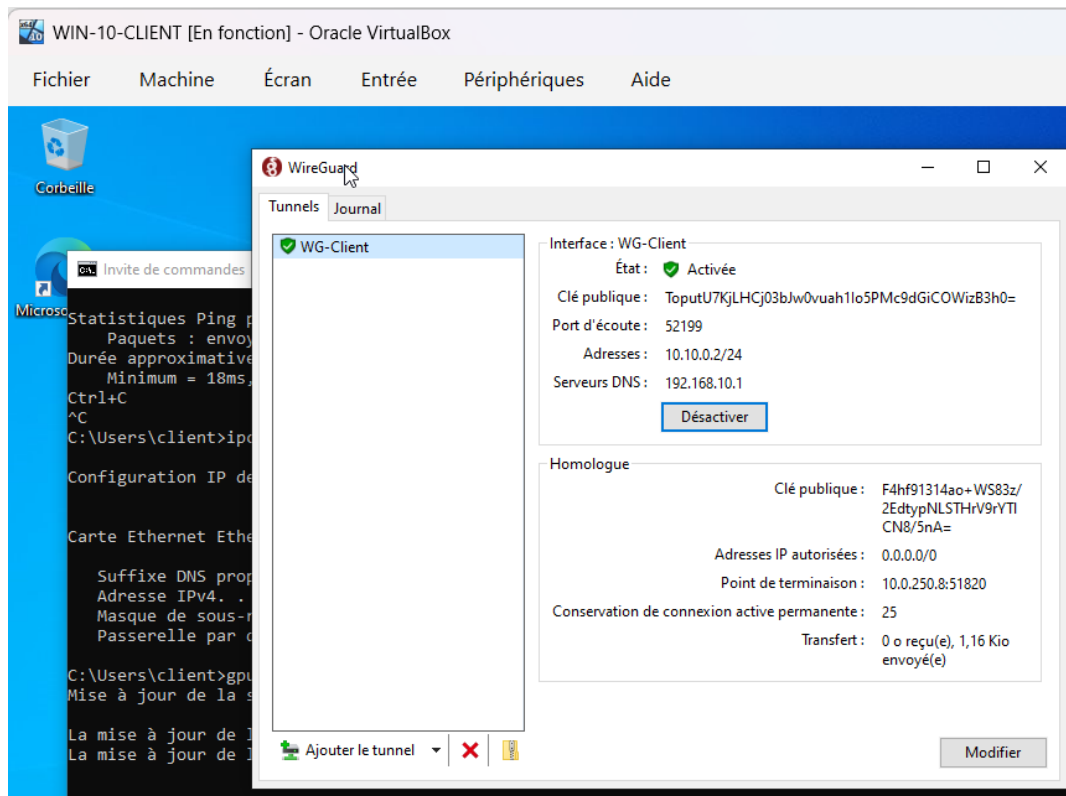 WIN-10-CLIENT [En fonction] - Oracle VirtualBox
Fichier Machine Écran Entrée Périphériques Aide
Corbeille
Microso
WireGuard
Tunnels Journal
WG-Client
Interface : WG-Client
État : Activée
Clé publique : ToputU7KjLHCj03bJw0vuah1Io5PMc9dGiCOWizB3h0=
Port d'écoute : 52199
Adresses : 10.10.0.2/24
Serveurs DNS : 192.168.10.1
Désactiver
Homologue
Clé publique : F4hf91314ao+WS83z/
2EdtypNLSTHrV9rYTl
CN8/5nA=
Adresses IP autorisées : 0.0.0.0/0
Point de terminaison : 10.0.250.8:51820
Conservation de connexion active permanente : 25
Transfert : 0 o reçu(e), 1,16 Kio
envoyé(e)
Ajouter le tunnel
Modifier
Invite de commandes
Statistiques Ping p
Paquets : envoy
Durée approximative
Minimum = 18ms,
Ctrl+C
^C
C:\Users\client>ipc
Configuration IP de
Carte Ethernet Ethe
Suffixe DNS prop
Adresse IPv4. .
Masque de sous-r
Passerelle par d
C:\Users\client>gpu
Mise à jour de la s
La mise à jour de l
La mise à jour de l